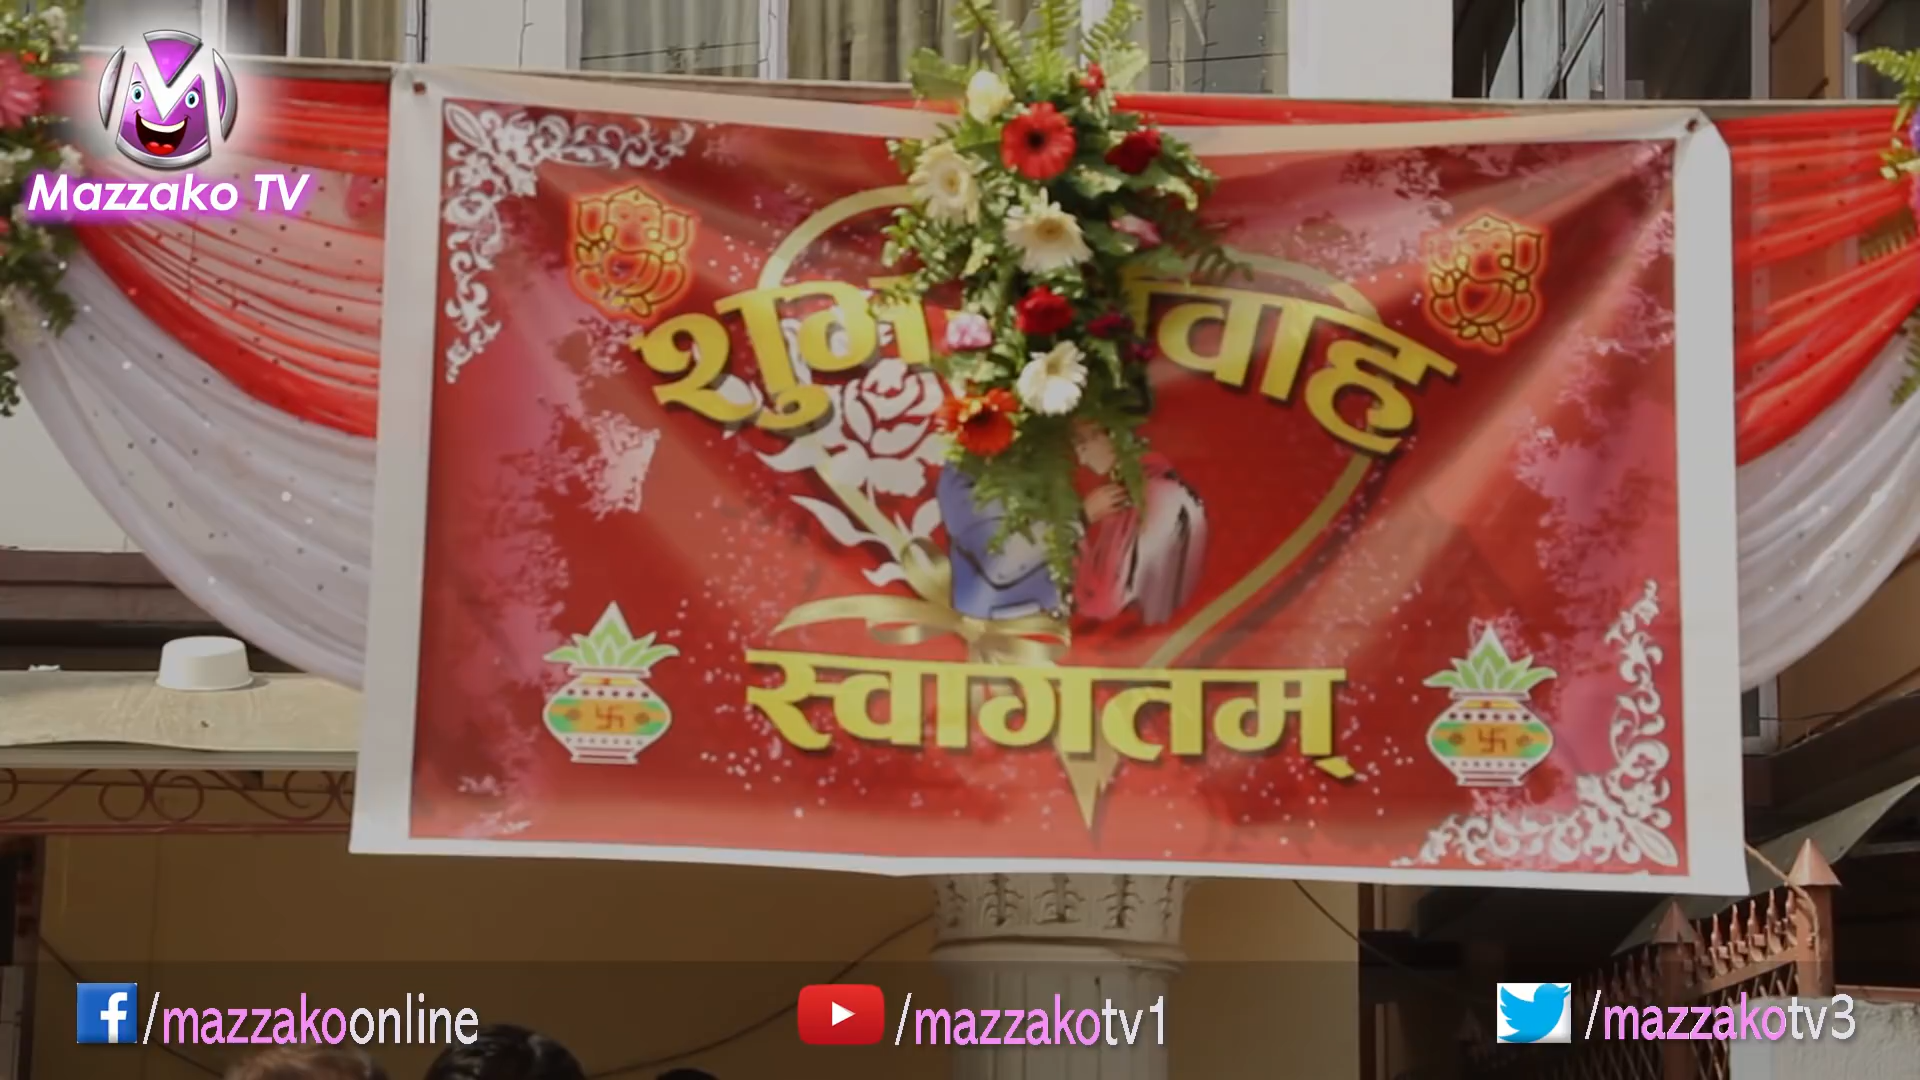 Mazzako TV
स्वागतम्
/mazzakoonline
/mazzakotv1
/mazzakotv3